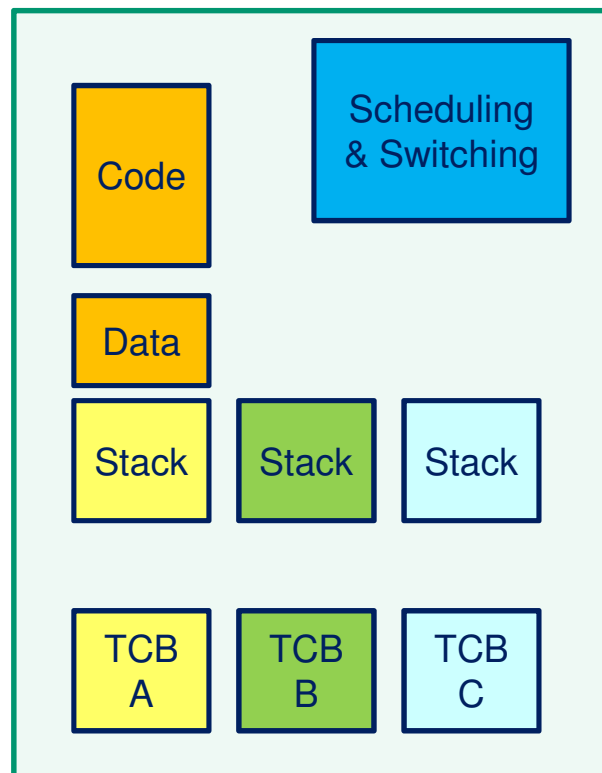 Scheduling
& Switching
Code
Data
Stack
Stack
Stack
TCB
A
TCB
B
TCB
C